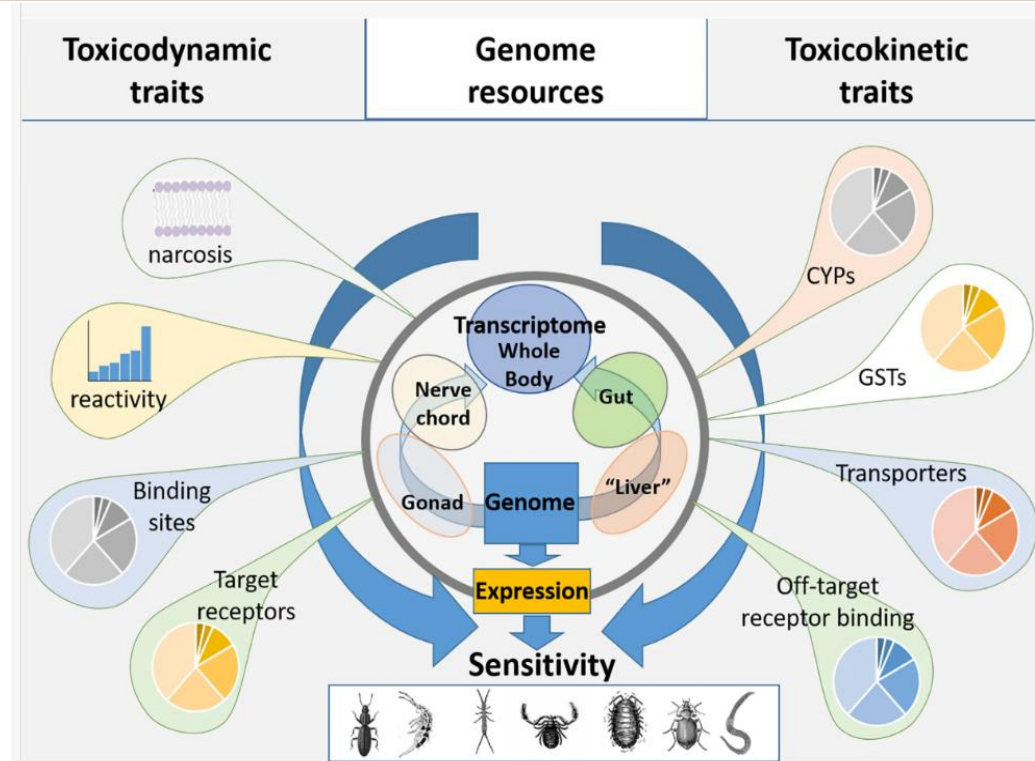 Toxicodynamic
traits
Genome
resources
Toxicokinetic
traits
narcosis
reactivity
Binding
sites
Target
receptors
Transcriptome
Whole
Body
Nerve
chord
Gut
Gonad
Genome
“Liver”
Expression
Sensitivity
CYPs
GSTs
Transporters
Off-target
receptor binding